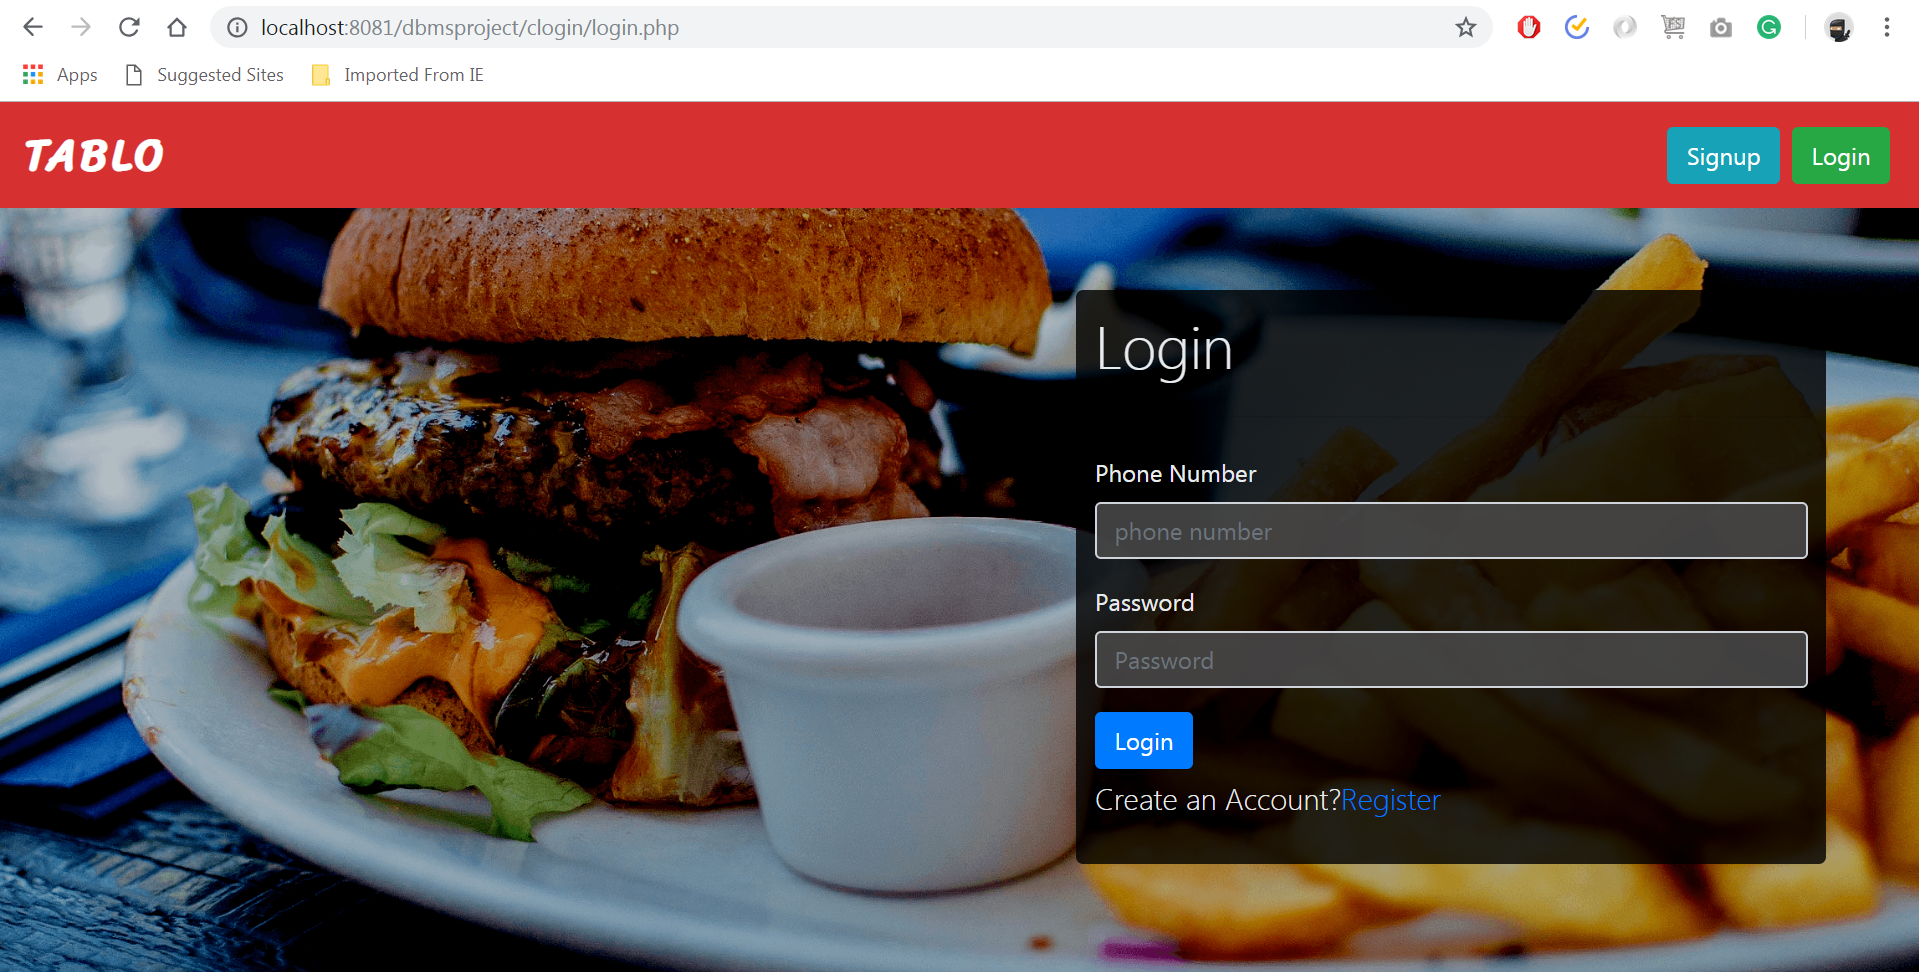 localhost:8081/dbmsproject/clogin/login.php
Apps Suggested Sites Imported From IE
TABLO
Signup Login
Login
Phone Number
phone number
Password
Password
Login
Create an Account?Register